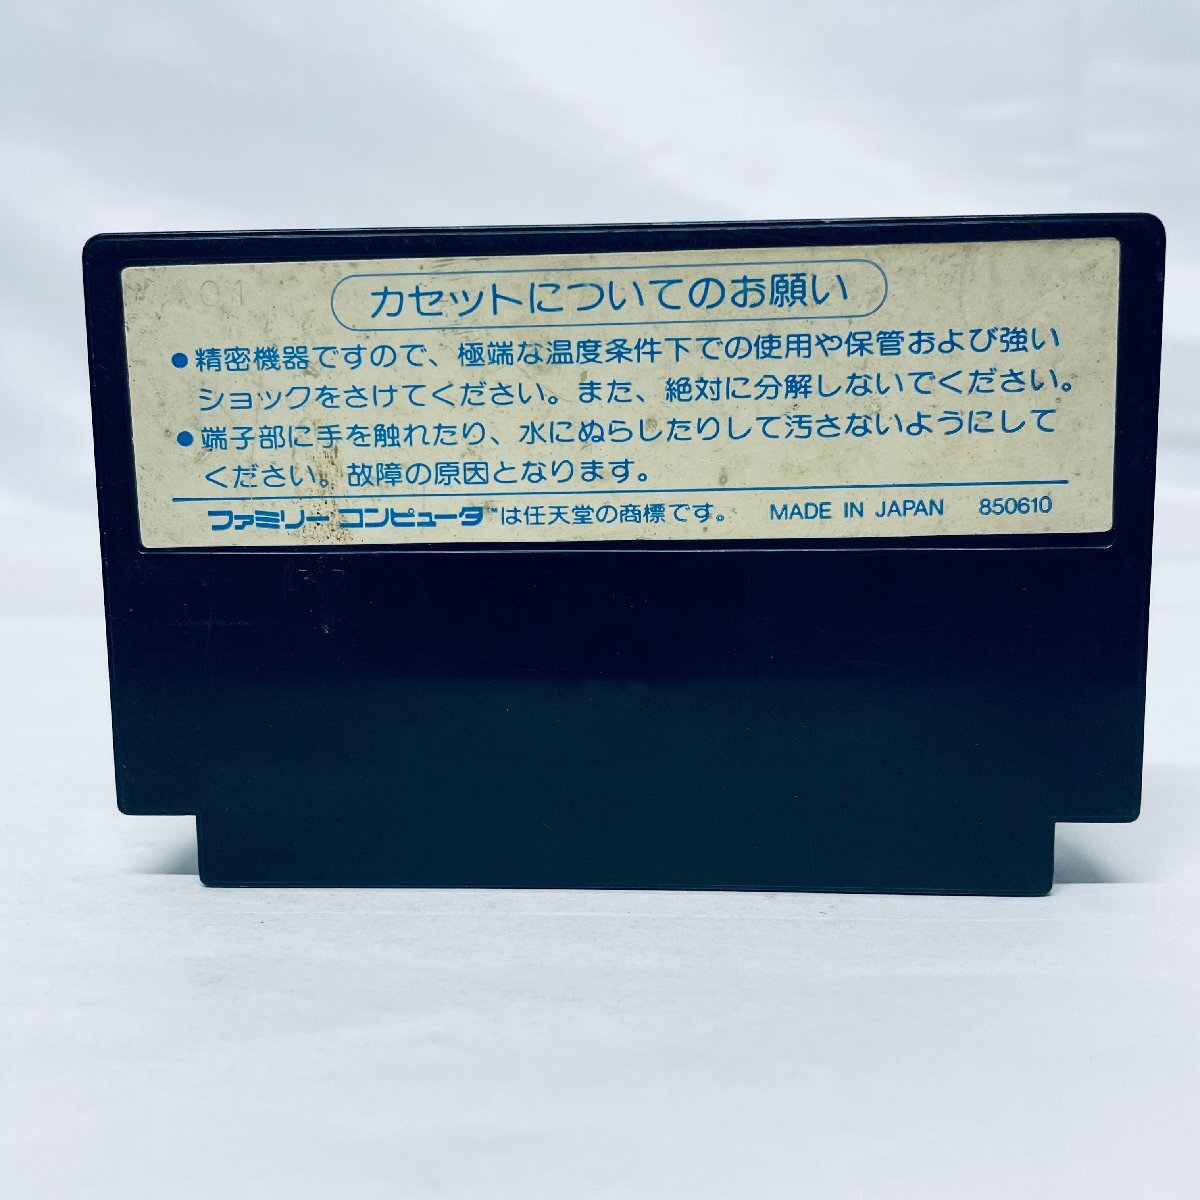 01
カセットについてのお願い
●精密機器ですので、極端な温度条件下での使用や保管および強い
ショックをさけてください。また、絶対に分解しないでください。
●端子部に手を触れたり、水にぬらしたりして汚さないようにして
ください。故障の原因となります。
ファミリー コンピュータ™は任天堂の商標です。 MADE IN JAPAN 850610